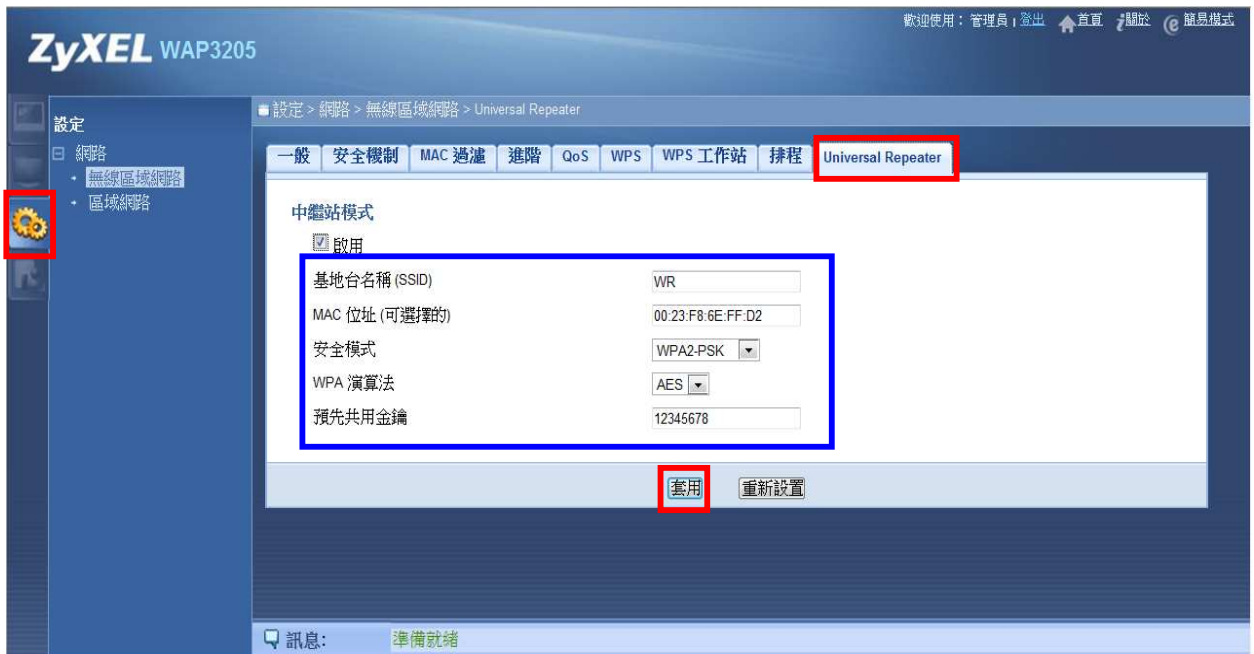 歡迎使用：管理員 | 登出 首頁 關於 簡易模式
ZyXEL WAP3205
設定 > 網路 > 無線區域網路 > Universal Repeater
設定
網路
無線區域網路
區域網路
一般 安全機制 MAC 過濾 進階 QoS WPS WPS 工作站 排程 Universal Repeater
中繼站模式
啟用
基地台名稱 (SSID) WR
MAC 位址 (可選擇的) 00:23:F8:6E:FF:D2
安全模式 WPA2-PSK
WPA 演算法 AES
預先共用金鑰 12345678
套用 重新設置
訊息: 準備就緒